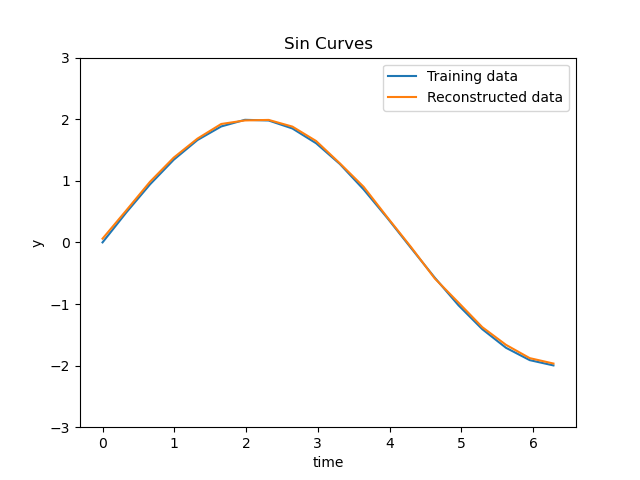 Sin Curves
Training data
Reconstructed data
3
2
1
0
−1
−2
−3
y
0 1 2 3 4 5 6
time